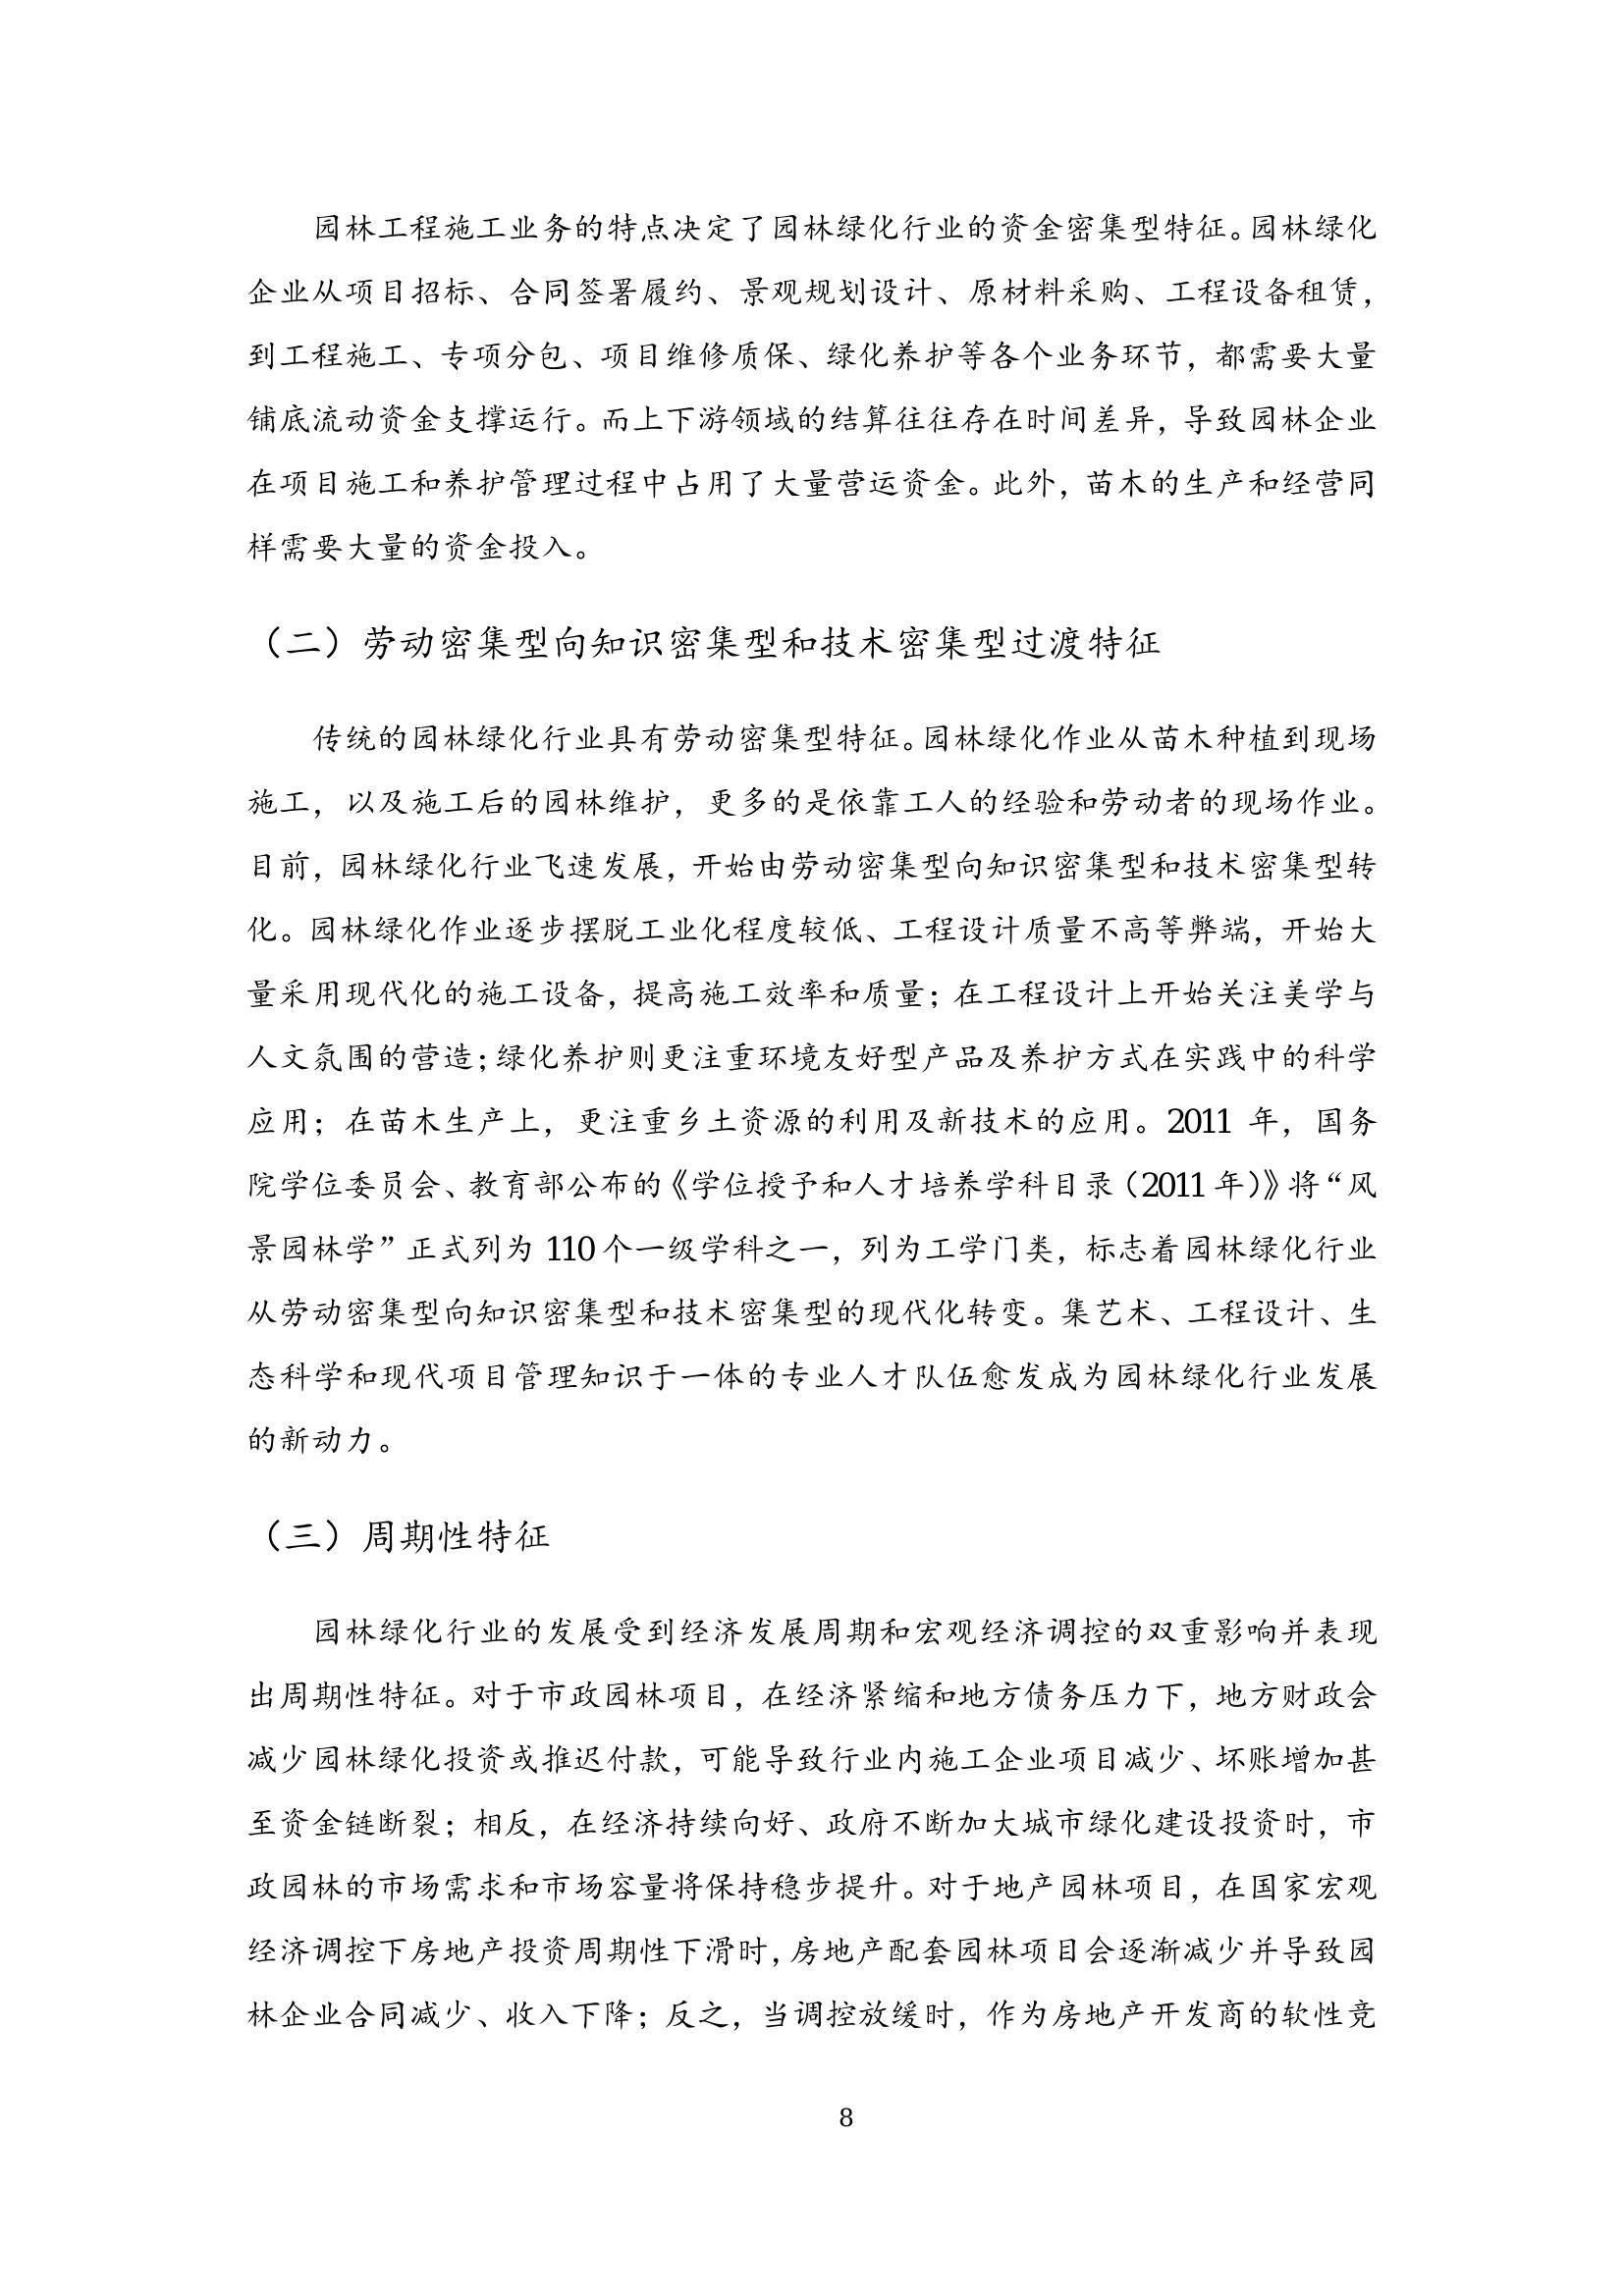 园林工程施工业务的特点决定了园林绿化行业的资金密集型特征。园林绿化
企业从项目招标、合同签署履约、景观规划设计、原材料采购、工程设备租赁，
到工程施工、专项分包、项目维修质保、绿化养护等各个业务环节，都需要大量
铺底流动资金支撑运行。而上下游领域的结算往往存在时间差异，导致园林企业
在项目施工和养护管理过程中占用了大量营运资金。此外，苗木的生产和经营同
样需要大量的资金投入。
（二）劳动密集型向知识密集型和技术密集型过渡特征
传统的园林绿化行业具有劳动密集型特征。园林绿化作业从苗木种植到现场
施工，以及施工后的园林维护，更多的是依靠工人的经验和劳动者的现场作业。
目前，园林绿化行业飞速发展，开始由劳动密集型向知识密集型和技术密集型转
化。园林绿化作业逐步摆脱工业化程度较低、工程设计质量不高等弊端，开始大
量采用现代化的施工设备，提高施工效率和质量；在工程设计上开始关注美学与
人文氛围的营造；绿化养护则更注重环境友好型产品及养护方式在实践中的科学
应用；在苗木生产上，更注重乡土资源的利用及新技术的应用。2011 年，国务
院学位委员会、教育部公布的《学位授予和人才培养学科目录（2011 年）》将“风
景园林学”正式列为 110 个一级学科之一，列为工学门类，标志着园林绿化行业
从劳动密集型向知识密集型和技术密集型的现代化转变。集艺术、工程设计、生
态科学和现代项目管理知识于一体的专业人才队伍愈发成为园林绿化行业发展
的新动力。
（三）周期性特征
园林绿化行业的发展受到经济发展周期和宏观经济调控的双重影响并表现
出周期性特征。对于市政园林项目，在经济紧缩和地方债务压力下，地方财政会
减少园林绿化投资或推迟付款，可能导致行业内施工企业项目减少、坏账增加甚
至资金链断裂；相反，在经济持续向好、政府不断加大城市绿化建设投资时，市
政园林的市场需求和市场容量将保持稳步提升。对于地产园林项目，在国家宏观
经济调控下房地产投资周期性下滑时，房地产配套园林项目会逐渐减少并导致园
林企业合同减少、收入下降；反之，当调控放缓时，作为房地产开发商的软性竞
8